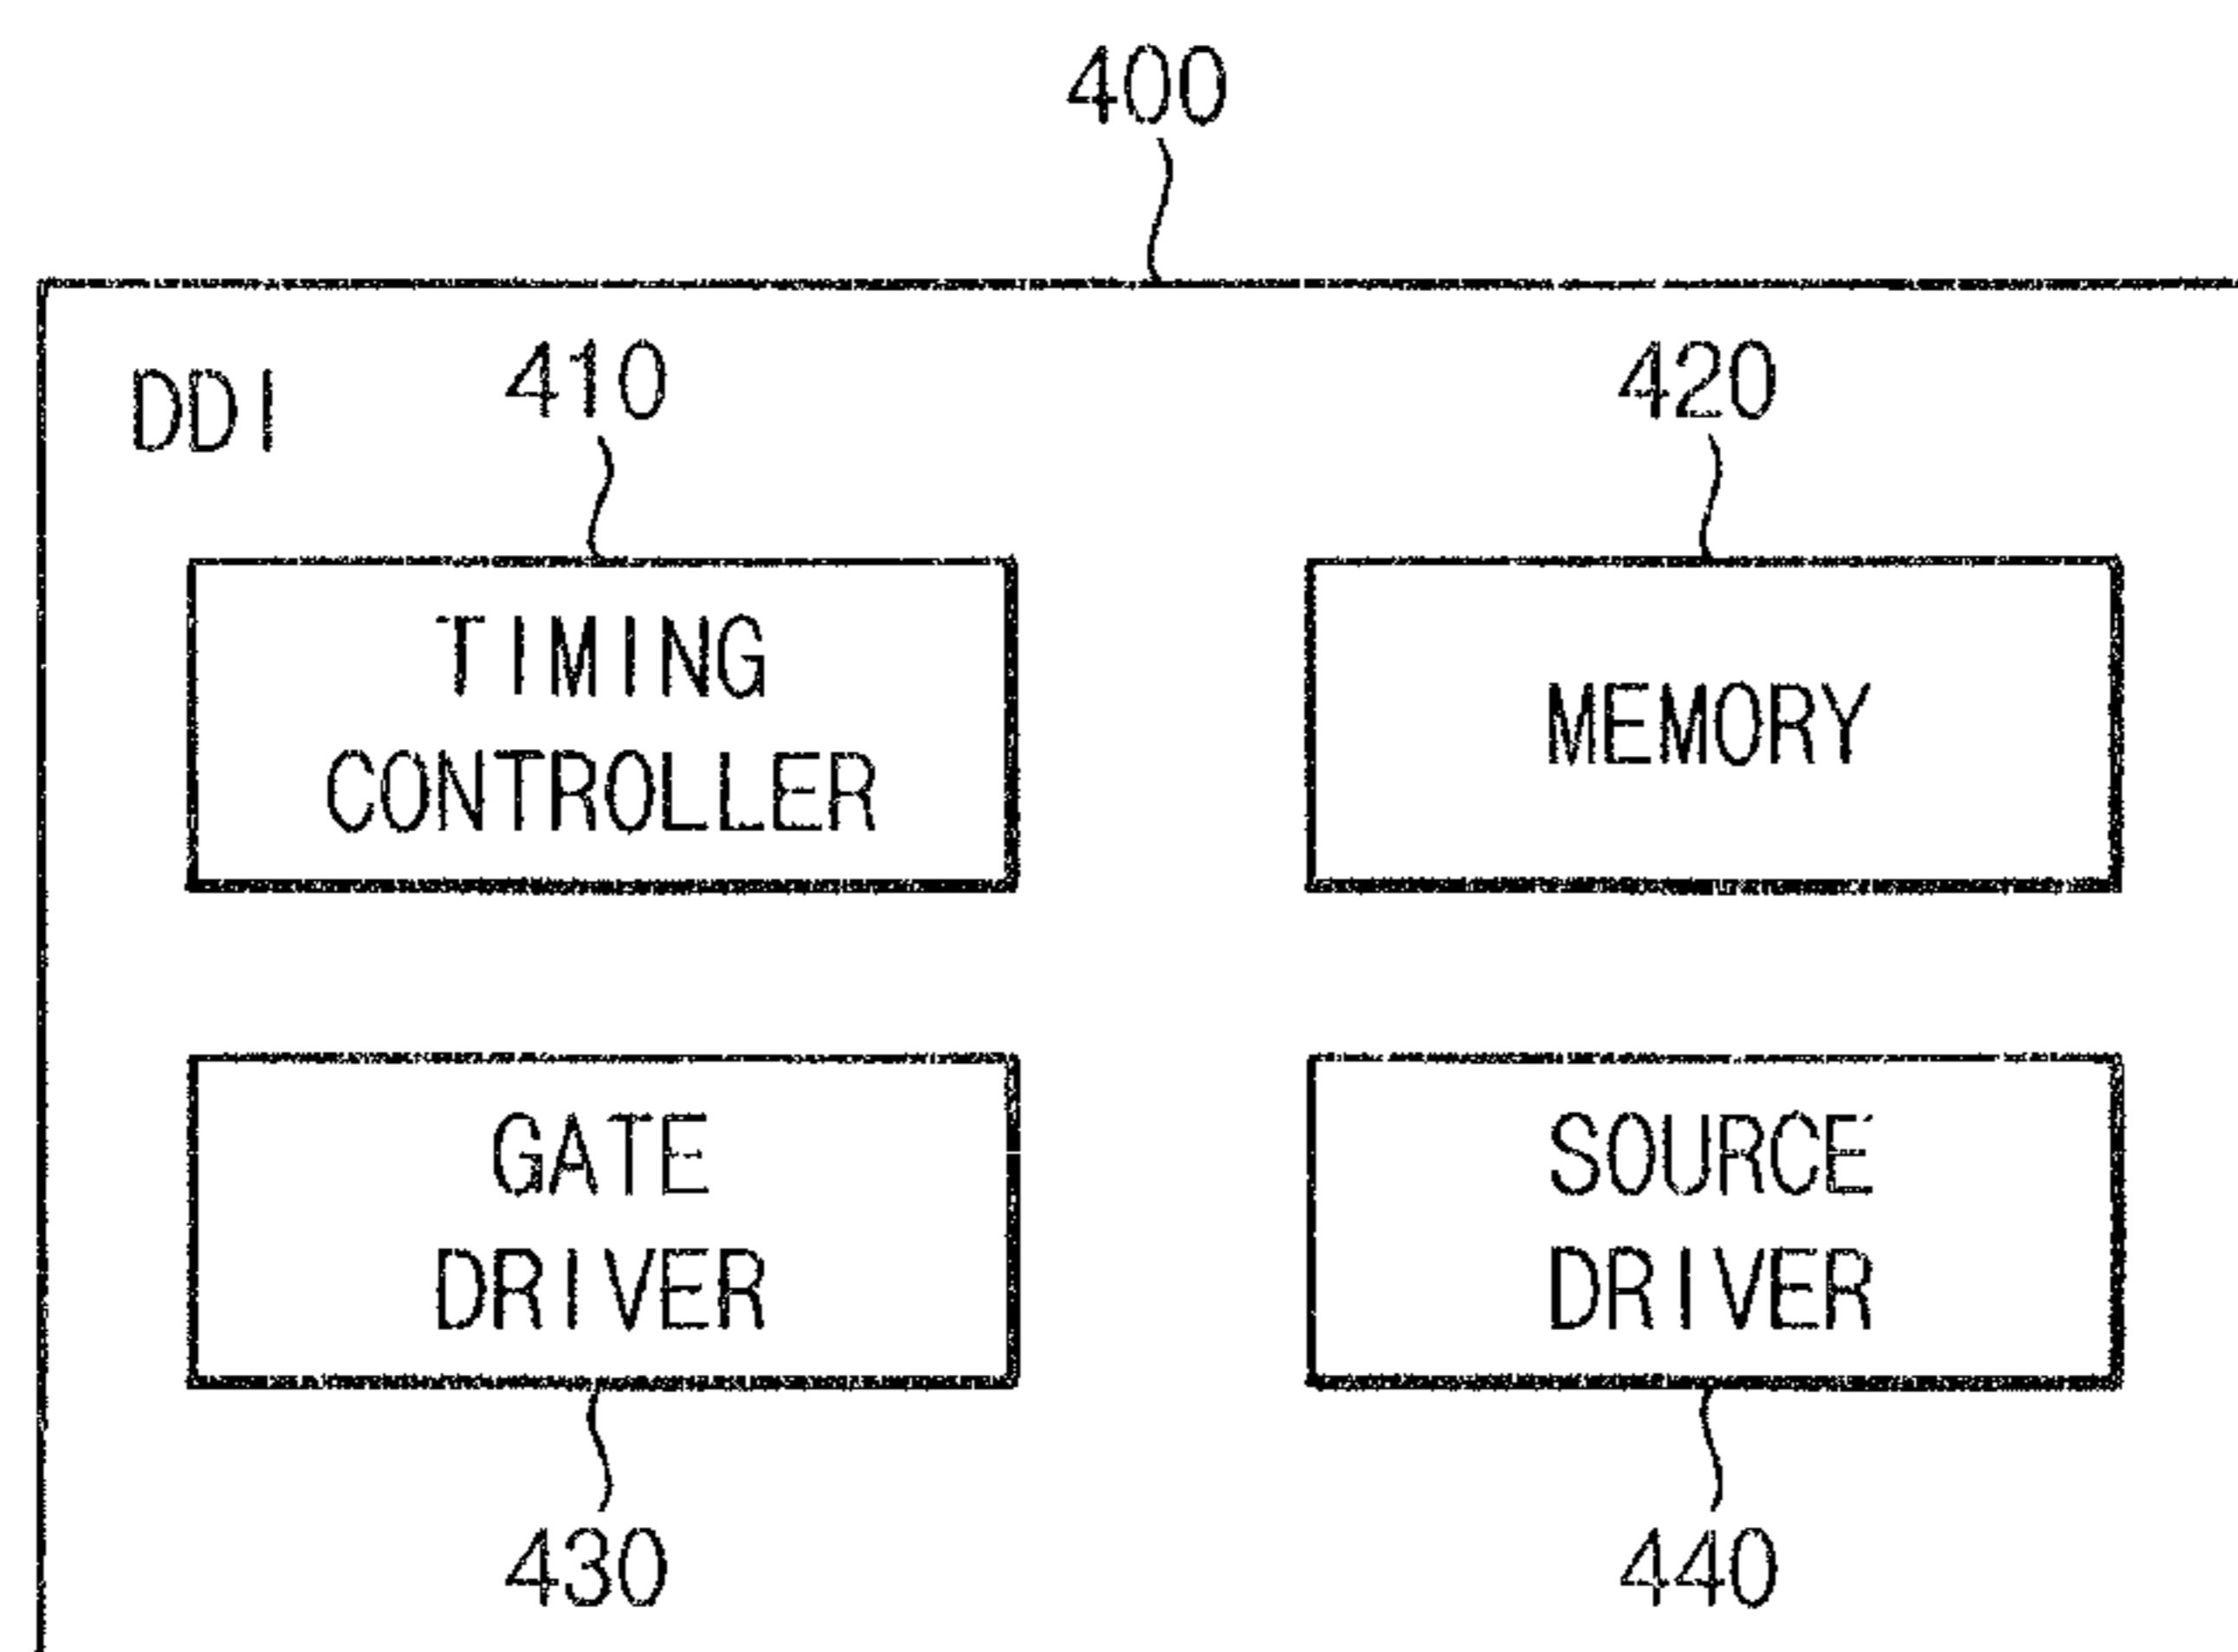 400
DDI
410
420
TIMING
CONTROLLER
MEMORY
GATE
DRIVER
SOURCE
DRIVER
430
440